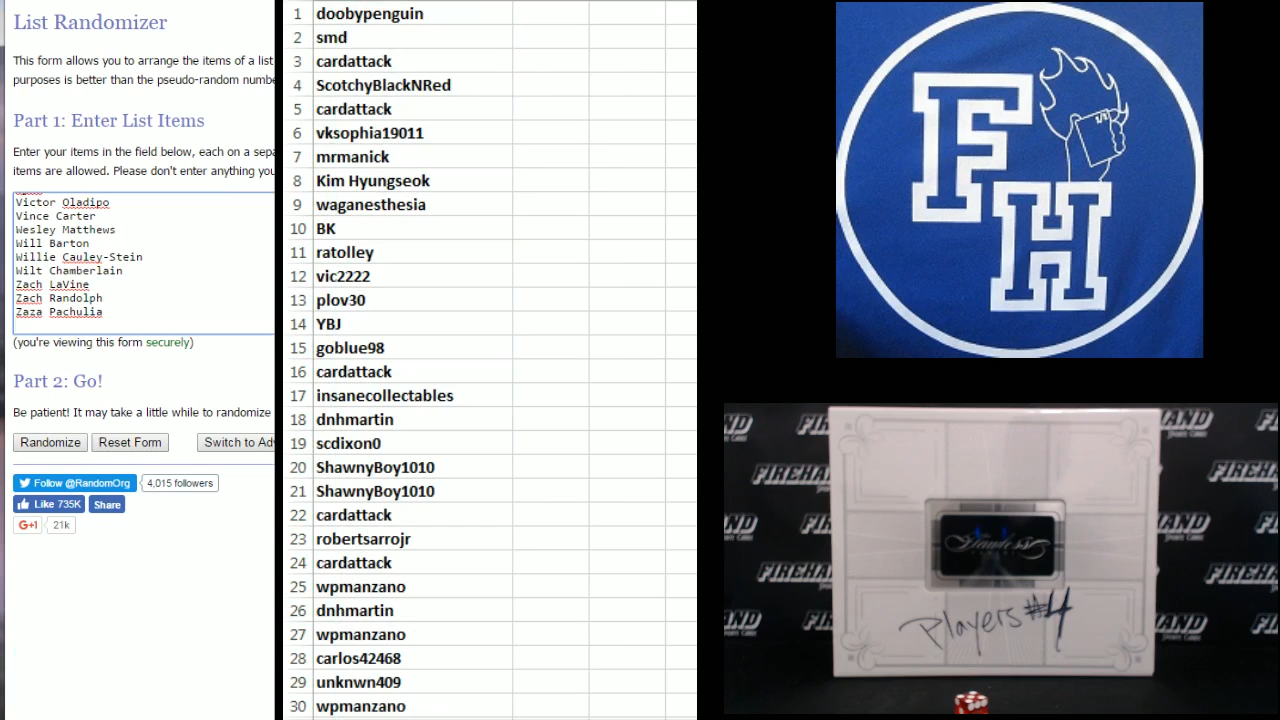 List Randomizer
This form allows you to arrange the items of a list
purposes is better than the pseudo-random numbe
Part 1: Enter List Items
Enter your items in the field below, each on a sepa
items are allowed. Please don't enter anything you
Victor Oladipo
Vince Carter
Wesley Matthews
Will Barton
Willie Cauley-Stein
Wilt Chamberlain
Zach LaVine
Zach Randolph
Zaza Pachulia
(you're viewing this form securely)
Part 2: Go!
Be patient! It may take a little while to randomize
Randomize Reset Form Switch to Adv
Follow @RandomOrg 4,015 followers
Like 735K Share
G+1 21k
1 doobypenguin
2 smd
3 cardattack
4 ScotchyBlackNRed
5 cardattack
6 vksophia19011
7 mrmanick
8 Kim Hyungseok
9 waganesthesia
10 BK
11 ratolley
12 vic2222
13 plov30
14 YBJ
15 goblue98
16 cardattack
17 insanecollectables
18 dnhmartin
19 scdixon0
20 ShawnyBoy1010
21 ShawnyBoy1010
22 cardattack
23 robertsarrojr
24 cardattack
25 wpmanzano
26 dnhmartin
27 wpmanzano
28 carlos42468
29 unknwn409
30 wpmanzano
FH
1/1
FIREHAND
Flawless
Players #4